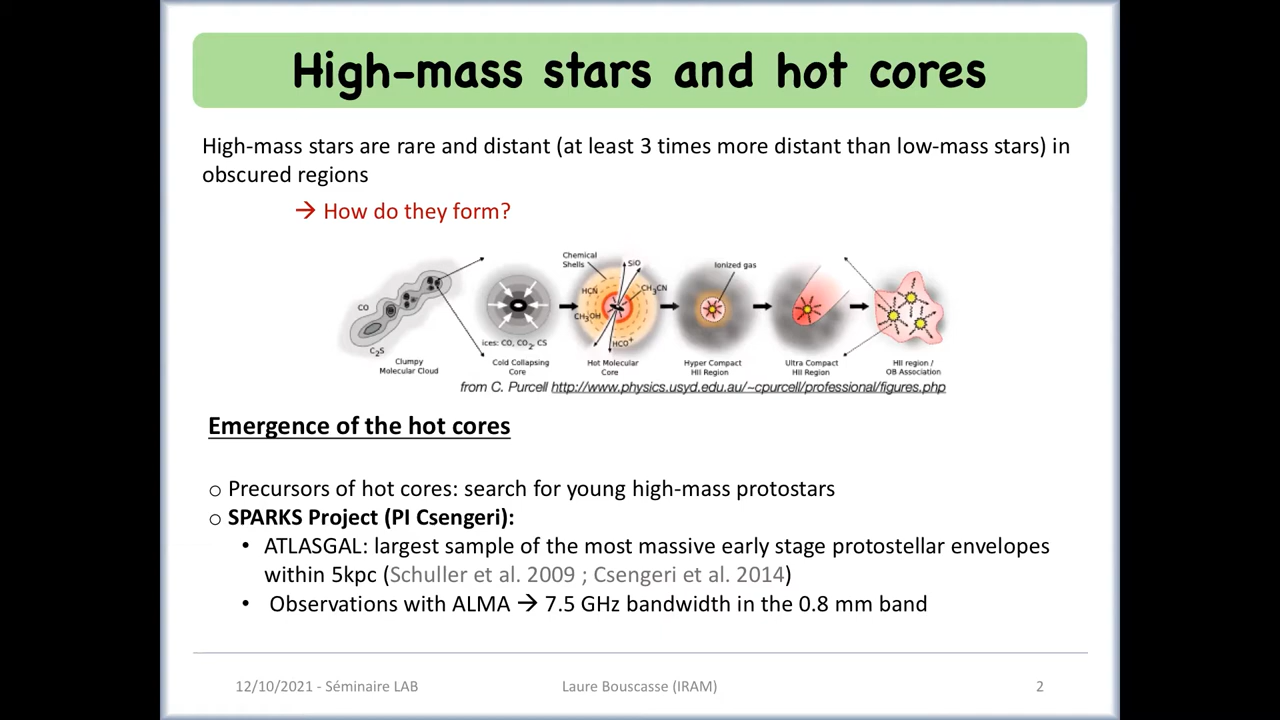 High-mass stars and hot cores
High-mass stars are rare and distant (at least 3 times more distant than low-mass stars) in
obscured regions
→ How do they form?
CO
C₂S
Clumpy
Molecular Cloud
ices: CO, CO₂, CS
Cold Collapsing
Core
Chemical
Shells
SiO
HCN
CH₃CN
CH₃OH
HCO⁺
Hot Molecular
Core
Ionized gas
Hyper Compact
HII Region
Ultra Compact
HII Region
HII region /
OB Association
from C. Purcell http://www.physics.usyd.edu.au/~cpurcell/professional/figures.php
Emergence of the hot cores
o Precursors of hot cores: search for young high-mass protostars
o SPARKS Project (PI Csengeri):
• ATLASGAL: largest sample of the most massive early stage protostellar envelopes
within 5kpc (Schuller et al. 2009 ; Csengeri et al. 2014)
• Observations with ALMA → 7.5 GHz bandwidth in the 0.8 mm band
12/10/2021 - Séminaire LAB
Laure Bouscasse (IRAM)
2